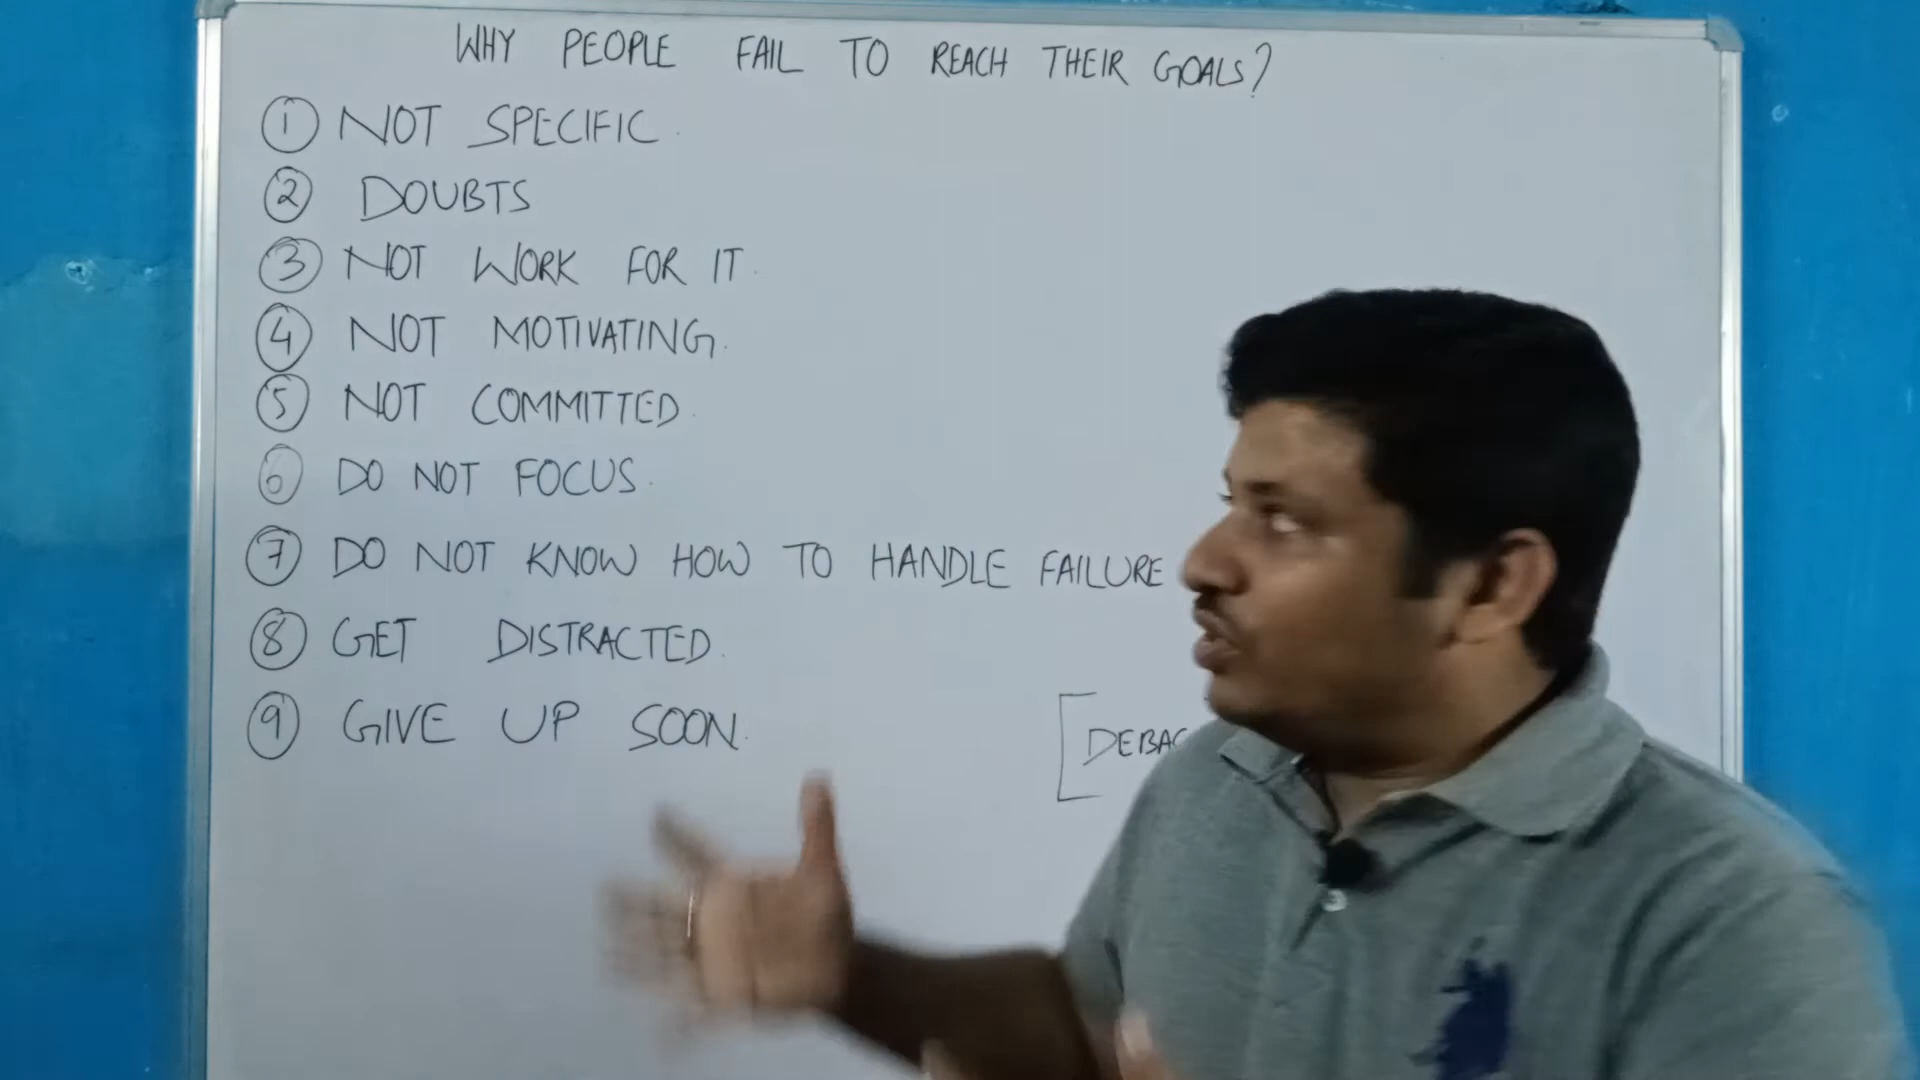 WHY PEOPLE FAIL TO REACH THEIR GOALS?
1 NOT SPECIFIC.
2 DOUBTS
3 NOT WORK FOR IT.
4 NOT MOTIVATING.
5 NOT COMMITTED.
6 DO NOT FOCUS.
7 DO NOT KNOW HOW TO HANDLE FAILURE
8 GET DISTRACTED.
9 GIVE UP SOON.